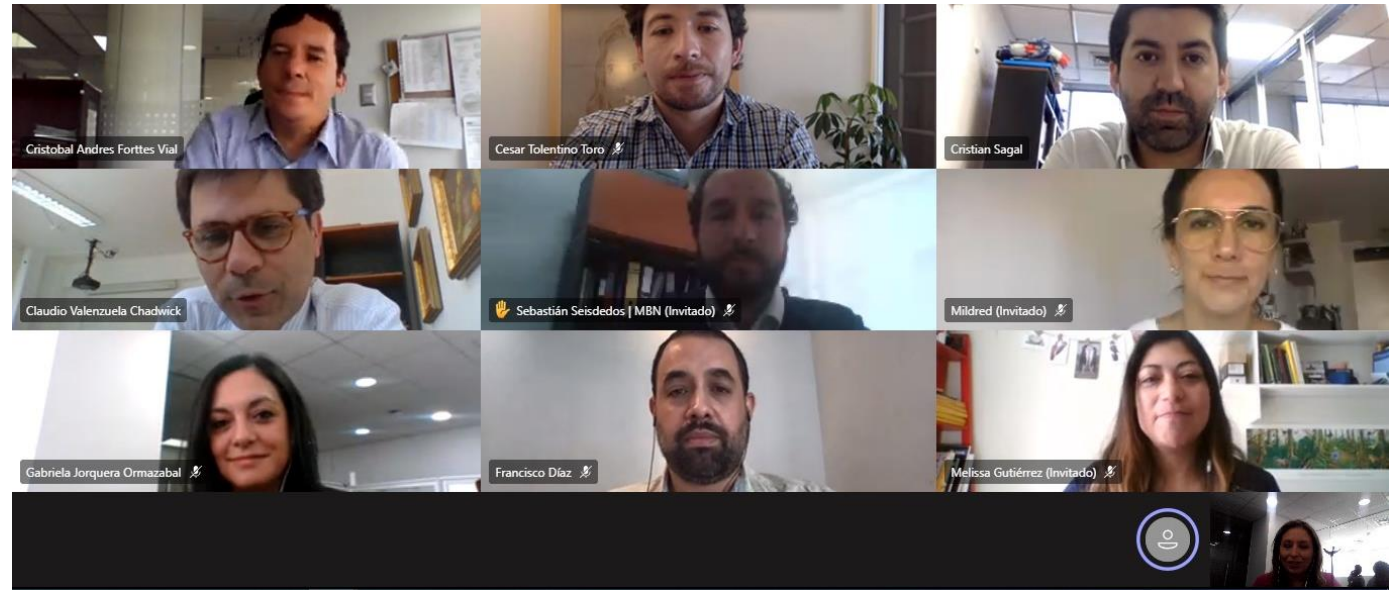 Cristobal Andres Forttes Vial
Cesar Tolentino Toro
Cristian Sagal
Claudio Valenzuela Chadwick
Sebastián Seisdedos | MBN (Invitado)
Mildred (Invitado)
Gabriela Jorquera Ormazabal
Francisco Díaz
Melissa Gutiérrez (Invitado)